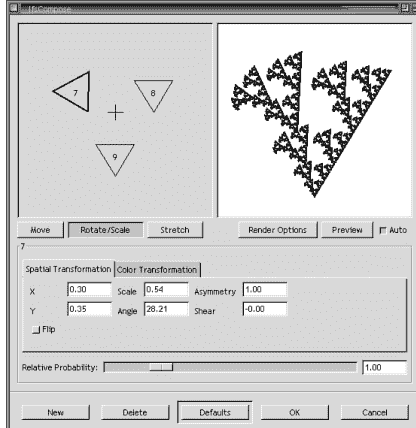 IfsCompose
7
8
9
Move Rotate/Scale Stretch Render Options Preview Auto
7
Spatial Transformation Color Transformation
X 0.30 Scale 0.54 Asymmetry 1.00
Y 0.35 Angle 28.21 Shear -0.00
Flip
Relative Probability: 1.00
New Delete Defaults OK Cancel